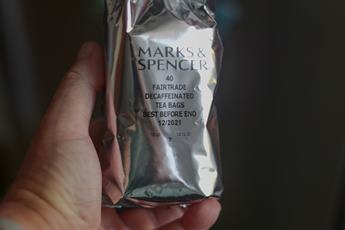 MARKS &
SPENCER
40
FAIRTRADE
DECAFFEINATED
TEA BAGS
BEST BEFORE END
12/2021